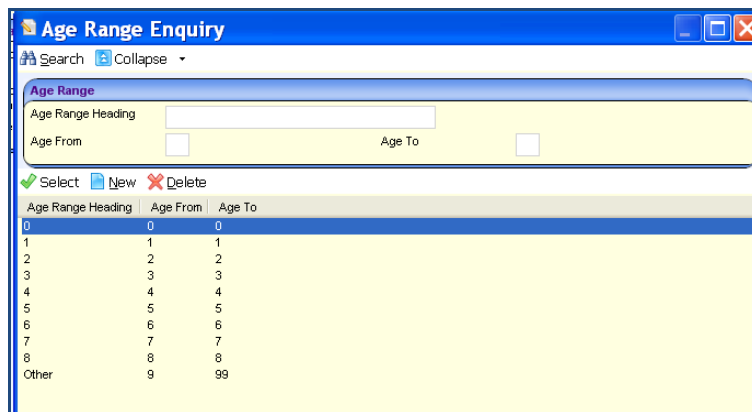 Age Range Enquiry
Search Collapse
Age Range
Age Range Heading
Age From Age To
Select New Delete
Age Range Heading Age From Age To
0 0 0
1 1 1
2 2 2
3 3 3
4 4 4
5 5 5
6 6 6
7 7 7
8 8 8
Other 9 99